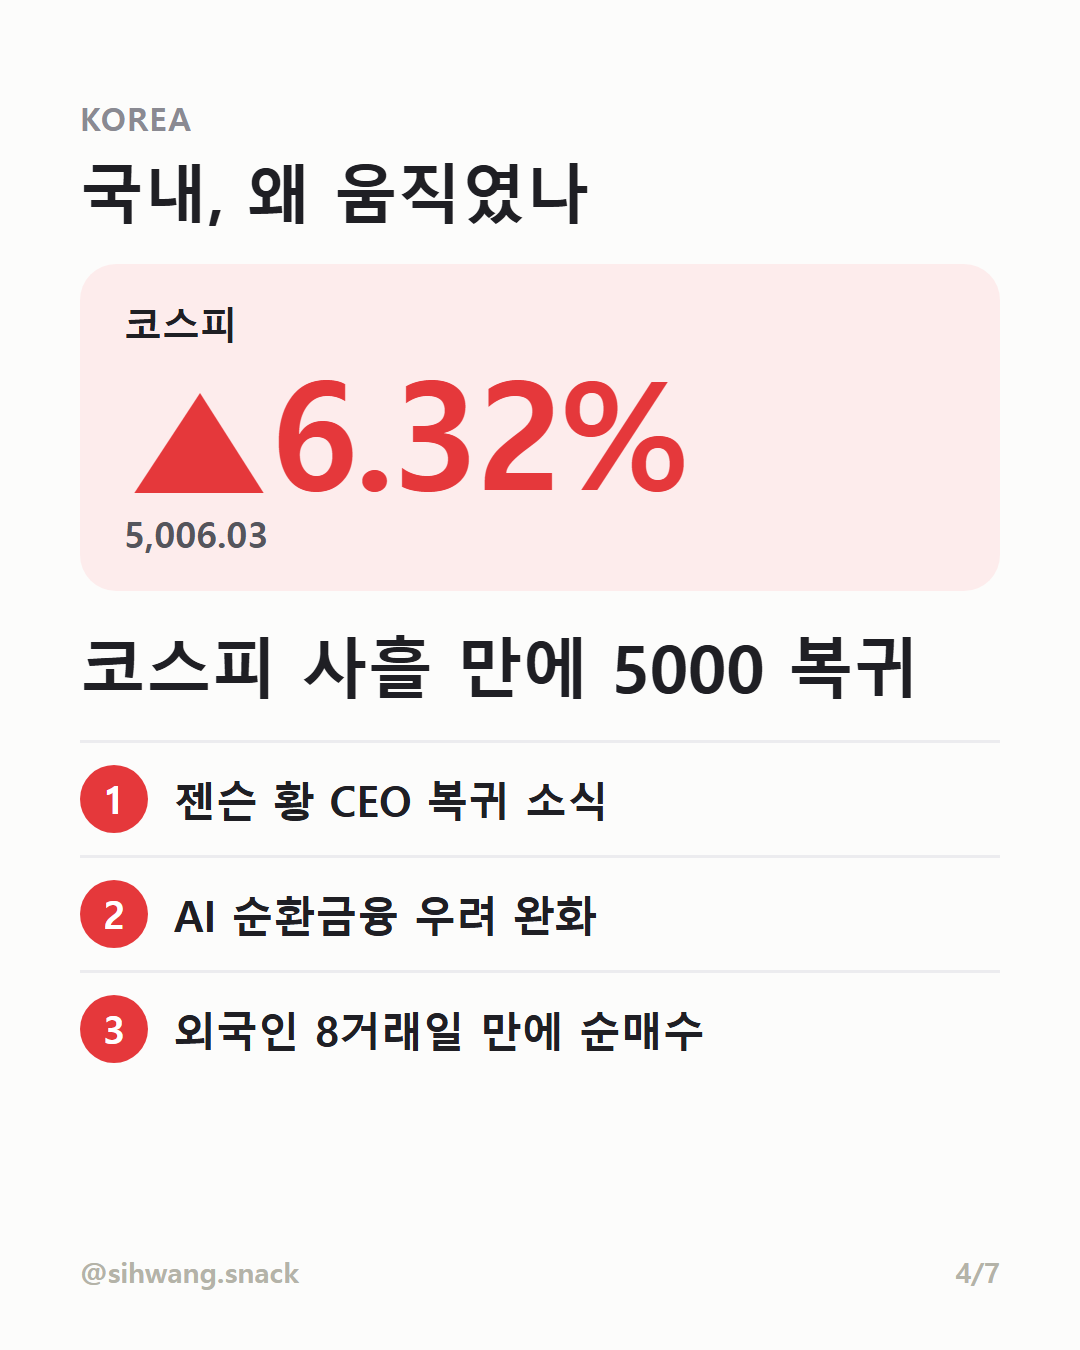 KOREA
국내, 왜 움직였나
코스피
▲6.32%
5,006.03
코스피 사흘 만에 5000 복귀
1 젠슨 황 CEO 복귀 소식
2 AI 순환금융 우려 완화
3 외국인 8거래일 만에 순매수
@sihwang.snack 4/7